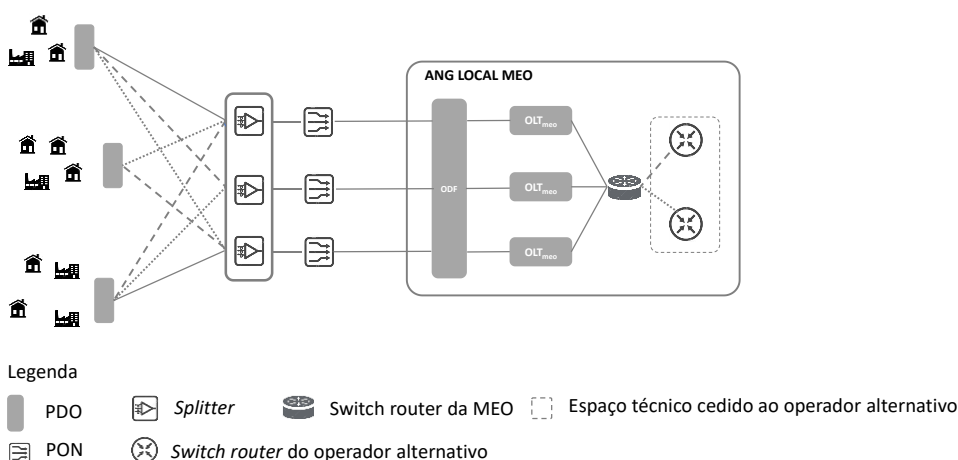 ANG LOCAL MEO
OLTmeo
ODF
OLTmeo
OLTmeo
Legenda
PDO
Splitter
Switch router da MEO
Espaço técnico cedido ao operador alternativo
PON
Switch router do operador alternativo